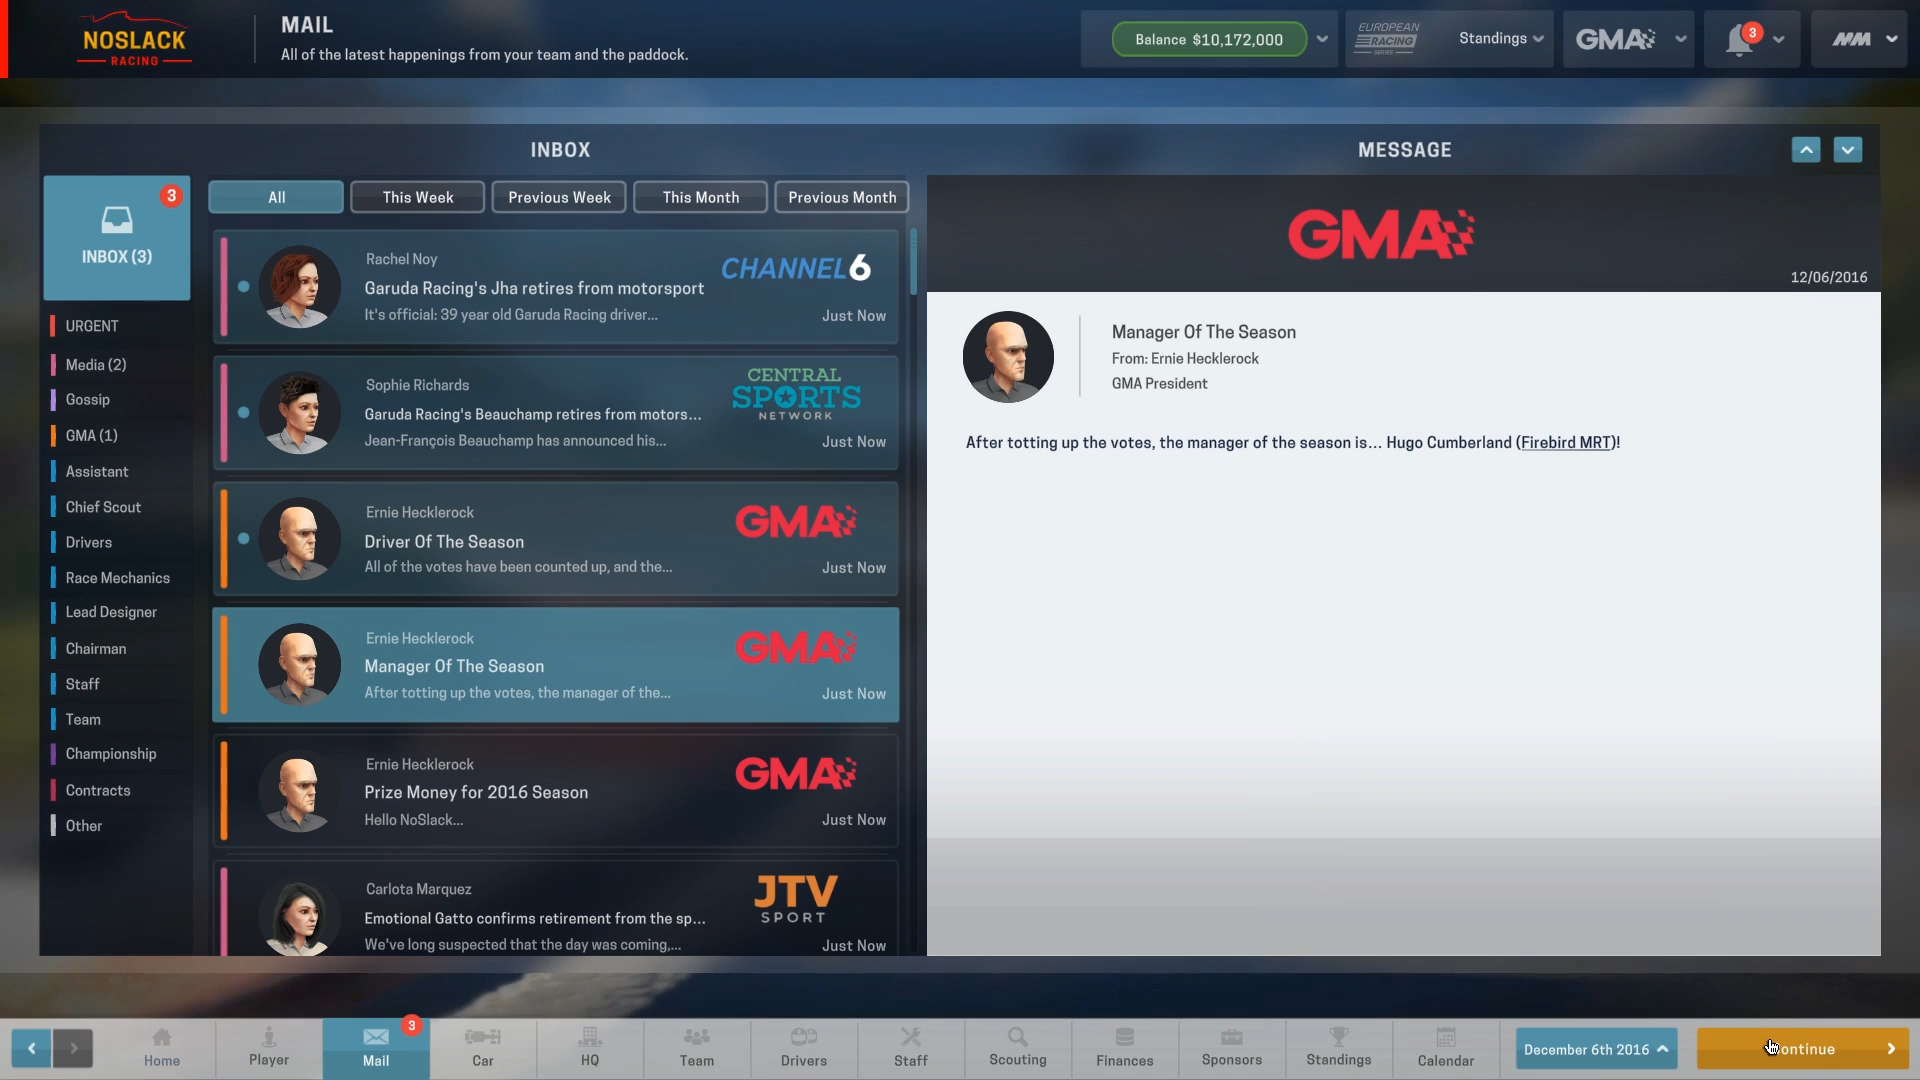 NOSLACK
RACING
MAIL
All of the latest happenings from your team and the paddock.
Balance $10,172,000
EUROPEAN
RACING
SERIES
Standings
GMA
3
MM
INBOX
MESSAGE
3
INBOX (3)
URGENT
Media (2)
Gossip
GMA (1)
Assistant
Chief Scout
Drivers
Race Mechanics
Lead Designer
Chairman
Staff
Team
Championship
Contracts
Other
All
This Week
Previous Week
This Month
Previous Month
Rachel Noy
Garuda Racing's Jha retires from motorsport
It's official: 39 year old Garuda Racing driver...
CHANNEL6
Just Now
Sophie Richards
Garuda Racing's Beauchamp retires from motors...
Jean-François Beauchamp has announced his...
CENTRAL
SPORTS
NETWORK
Just Now
Ernie Hecklerock
Driver Of The Season
All of the votes have been counted up, and the...
GMA
Just Now
Ernie Hecklerock
Manager Of The Season
After totting up the votes, the manager of the...
GMA
Just Now
Ernie Hecklerock
Prize Money for 2016 Season
Hello NoSlack...
GMA
Just Now
Carlota Marquez
Emotional Gatto confirms retirement from the sp...
We've long suspected that the day was coming,...
JTV
SPORT
Just Now
GMA
12/06/2016
Manager Of The Season
From: Ernie Hecklerock
GMA President
After totting up the votes, the manager of the season is... Hugo Cumberland (Firebird MRT)!
Home
Player
Mail
3
Car
HQ
Team
Drivers
Staff
Scouting
Finances
Sponsors
Standings
Calendar
December 6th 2016
Continue